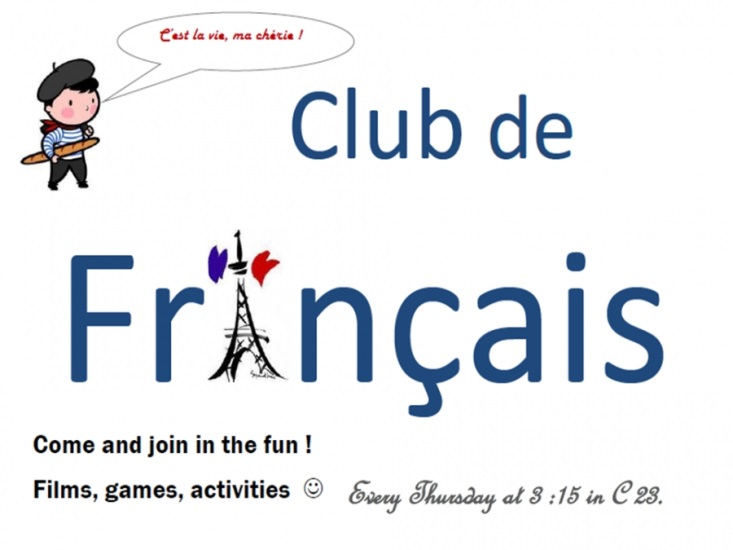 C'est la vie, ma chérie !
Club de
Français
Come and join in the fun !
Films, games, activities ☺
Every Thursday at 3 :15 in C 23.